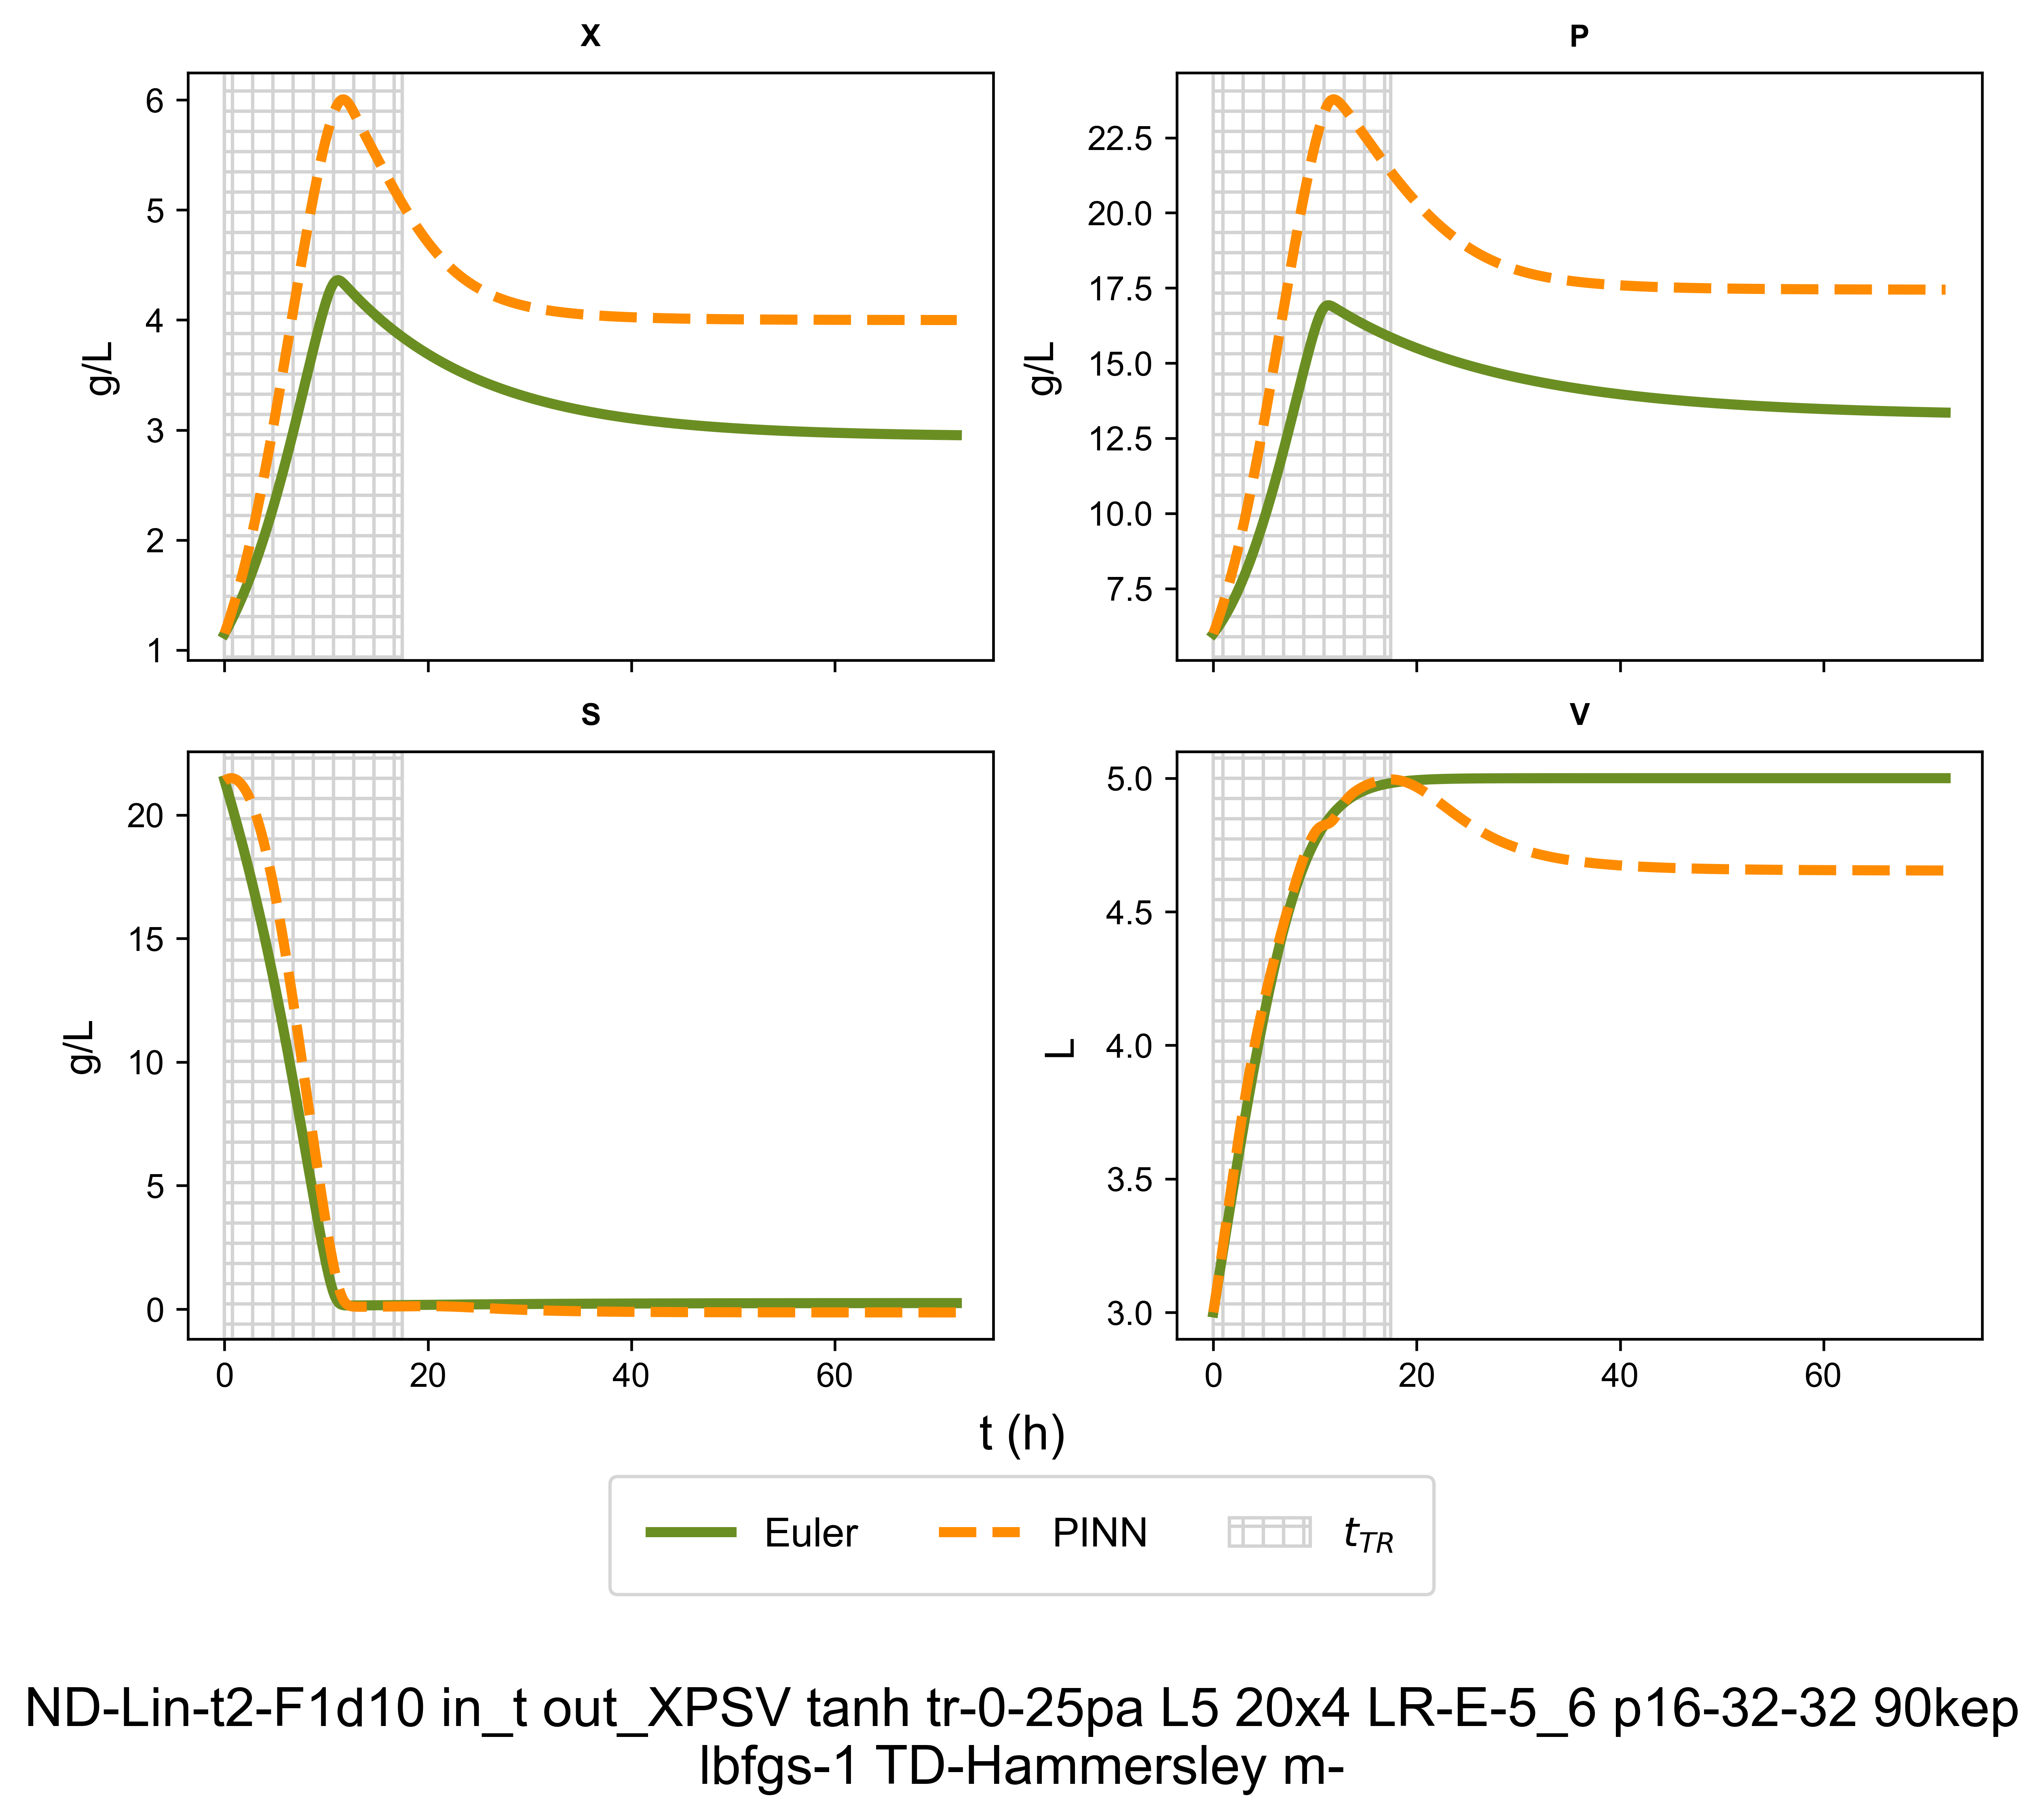 X
P
6
5
4
3
2
1
g/L
22.5
20.0
17.5
15.0
12.5
10.0
7.5
g/L
S
V
20
15
10
5
0
g/L
0 20 40 60
5.0
4.5
4.0
3.5
3.0
L
0 20 40 60
t (h)
Euler PINN t_TR
ND-Lin-t2-F1d10 in_t out_XPSV tanh tr-0-25pa L5 20x4 LR-E-5_6 p16-32-32 90kep
lbfgs-1 TD-Hammersley m-